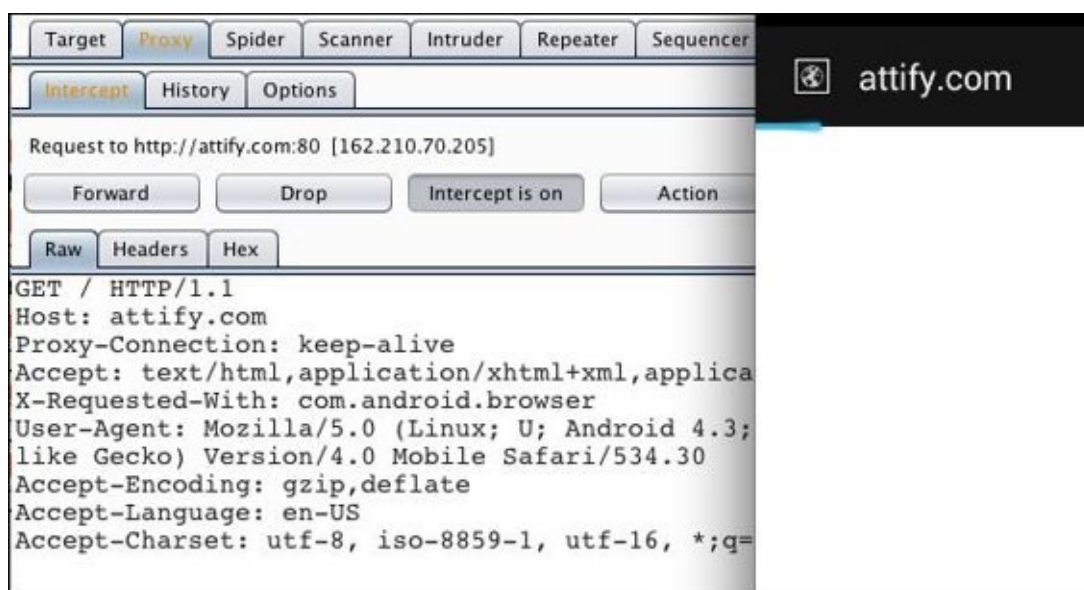 Target Proxy Spider Scanner Intruder Repeater Sequencer
Intercept History Options
Request to http://attify.com:80 [162.210.70.205]
Forward Drop Intercept is on Action
Raw Headers Hex
GET / HTTP/1.1
Host: attify.com
Proxy-Connection: keep-alive
Accept: text/html,application/xhtml+xml,applica
X-Requested-With: com.android.browser
User-Agent: Mozilla/5.0 (Linux; U; Android 4.3;
like Gecko) Version/4.0 Mobile Safari/534.30
Accept-Encoding: gzip,deflate
Accept-Language: en-US
Accept-Charset: utf-8, iso-8859-1, utf-16, *;q=
attify.com